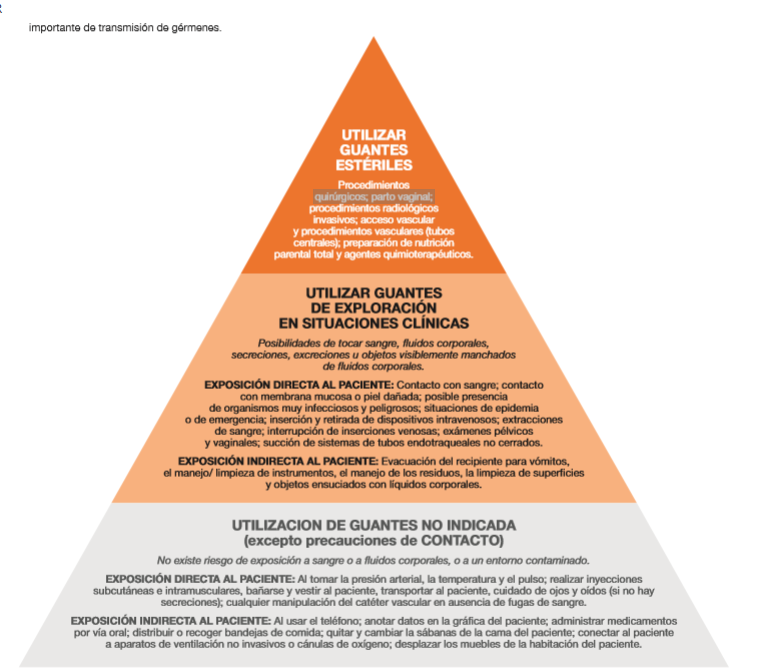 importante de transmisión de gérmenes.
UTILIZAR
GUANTES
ESTÉRILES
Procedimientos
quirúrgicos; parto vaginal;
procedimientos radiológicos
invasivos; acceso vascular
y procedimientos vasculares (tubos
centrales); preparación de nutrición
parental total y agentes quimioterapéuticos.
UTILIZAR GUANTES
DE EXPLORACIÓN
EN SITUACIONES CLÍNICAS
Posibilidades de tocar sangre, fluidos corporales,
secreciones, excreciones u objetos visiblemente manchados
de fluidos corporales.
EXPOSICIÓN DIRECTA AL PACIENTE: Contacto con sangre; contacto
con membrana mucosa o piel dañada; posible presencia
de organismos muy infecciosos y peligrosos; situaciones de epidemia
o de emergencia; inserción y retirada de dispositivos intravenosos; extracciones
de sangre; interrupción de inserciones venosas; exámenes pélvicos
y vaginales; succión de sistemas de tubos endotraqueales no cerrados.
EXPOSICIÓN INDIRECTA AL PACIENTE: Evacuación del recipiente para vómitos,
el manejo/ limpieza de instrumentos, el manejo de los residuos, la limpieza de superficies
y objetos ensuciados con líquidos corporales.
UTILIZACION DE GUANTES NO INDICADA
(excepto precauciones de CONTACTO)
No existe riesgo de exposición a sangre o a fluidos corporales, o a un entorno contaminado.
EXPOSICIÓN DIRECTA AL PACIENTE: Al tomar la presión arterial, la temperatura y el pulso; realizar inyecciones
subcutáneas e intramusculares, bañarse y vestir al paciente, transportar al paciente, cuidado de ojos y oídos (si no hay
secreciones); cualquier manipulación del catéter vascular en ausencia de fugas de sangre.
EXPOSICIÓN INDIRECTA AL PACIENTE: Al usar el teléfono; anotar datos en la gráfica del paciente; administrar medicamentos
por vía oral; distribuir o recoger bandejas de comida; quitar y cambiar la sábanas de la cama del paciente; conectar al paciente
a aparatos de ventilación no invasivos o cánulas de oxígeno; desplazar los muebles de la habitación del paciente.